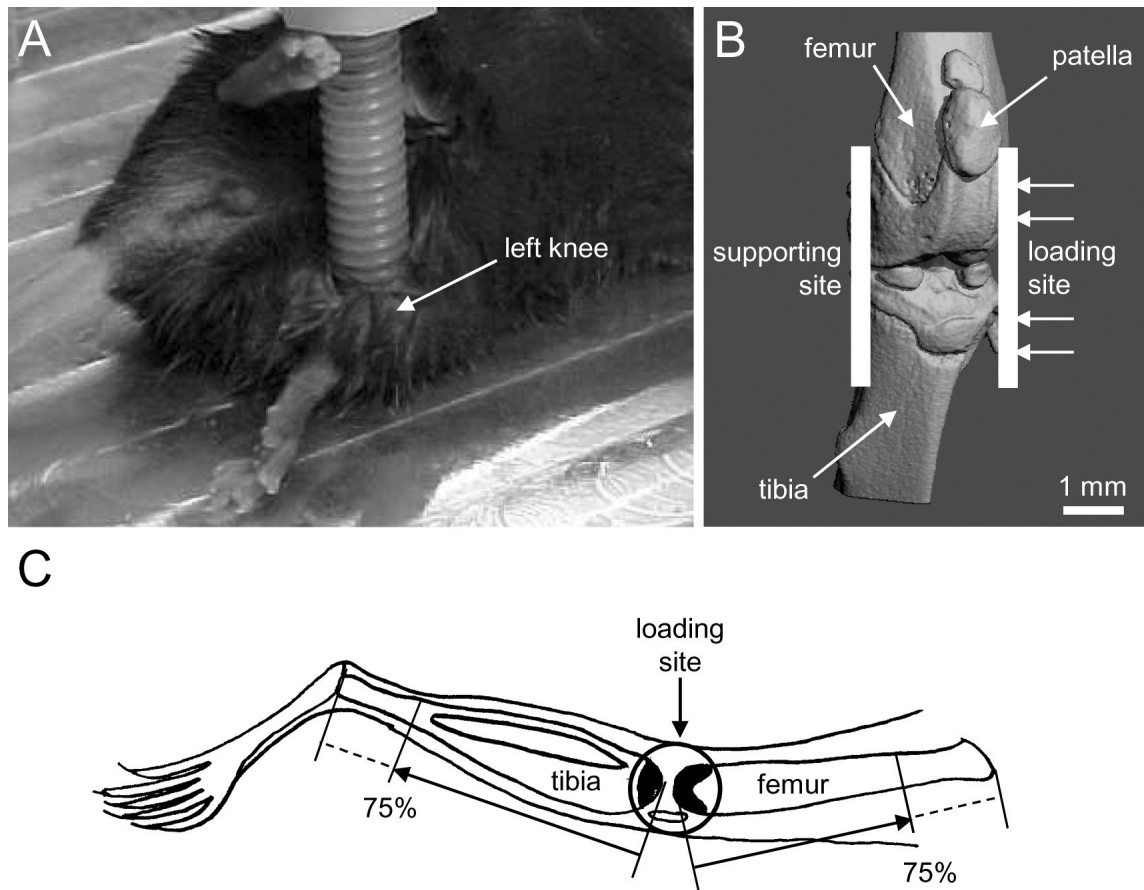 A
left knee
B
femur
patella
supporting
site
loading
site
tibia
1 mm
C
loading
site
tibia
femur
75%
75%